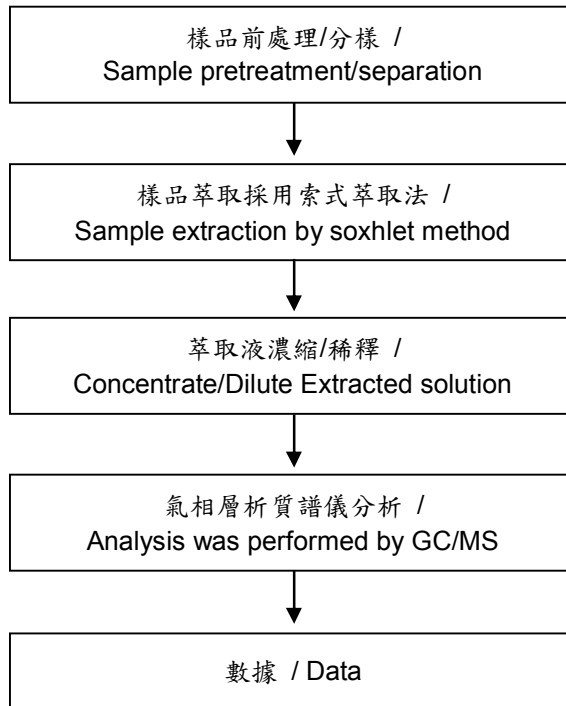 樣品前處理/分樣 /
Sample pretreatment/separation
樣品萃取採用索式萃取法 /
Sample extraction by soxhlet method
萃取液濃縮/稀釋 /
Concentrate/Dilute Extracted solution
氣相層析質譜儀分析 /
Analysis was performed by GC/MS
數據 / Data